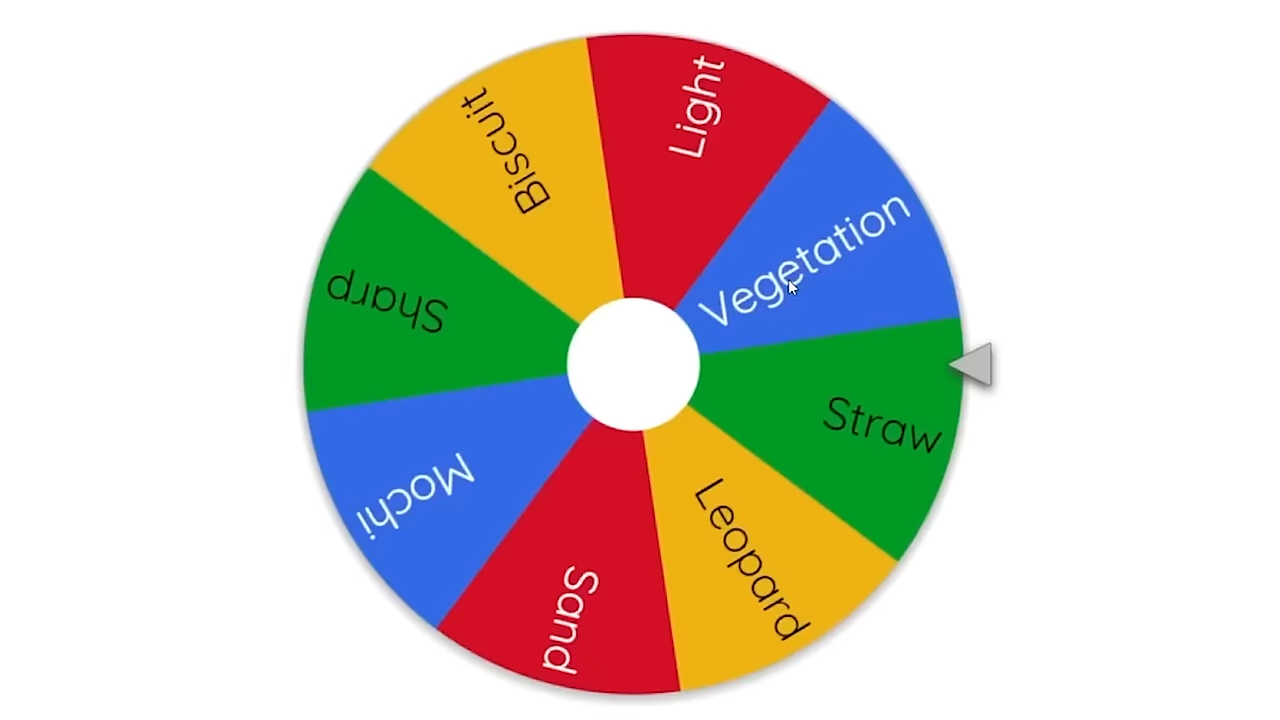 Light
Vegetation
Straw
Leopard
Sand
Mochi
Sharp
Biscuit